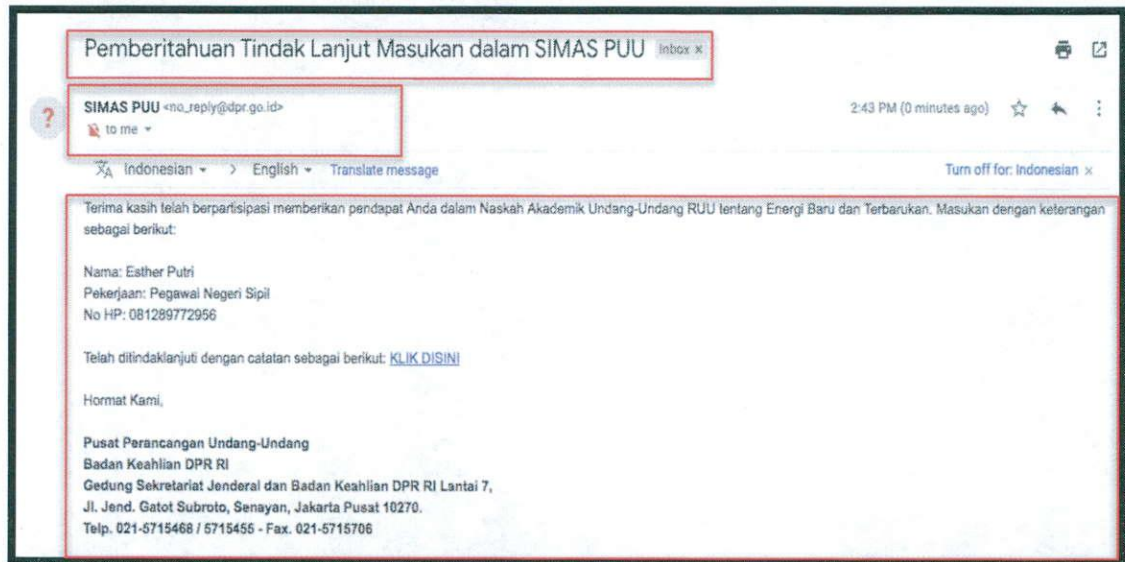 Pemberitahuan Tindak Lanjut Masukan dalam SIMAS PUU Inbox x
SIMAS PUU <no_reply@dpr.go.id>
2:43 PM (0 minutes ago)
to me
Indonesian > English Translate message
Turn off for: Indonesian x
Terima kasih telah berpartisipasi memberikan pendapat Anda dalam Naskah Akademik Undang-Undang RUU tentang Energi Baru dan Terbarukan. Masukan dengan keterangan
sebagai berikut:
Nama: Esther Putri
Pekerjaan: Pegawai Negeri Sipil
No HP: 081289772956
Telah ditindaklanjuti dengan catatan sebagai berikut: KLIK DISINI
Hormat Kami,
Pusat Perancangan Undang-Undang
Badan Keahlian DPR RI
Gedung Sekretariat Jenderal dan Badan Keahlian DPR RI Lantai 7,
Jl. Jend. Gatot Subroto, Senayan, Jakarta Pusat 10270.
Telp. 021-5715468 / 5715455 - Fax. 021-5715706